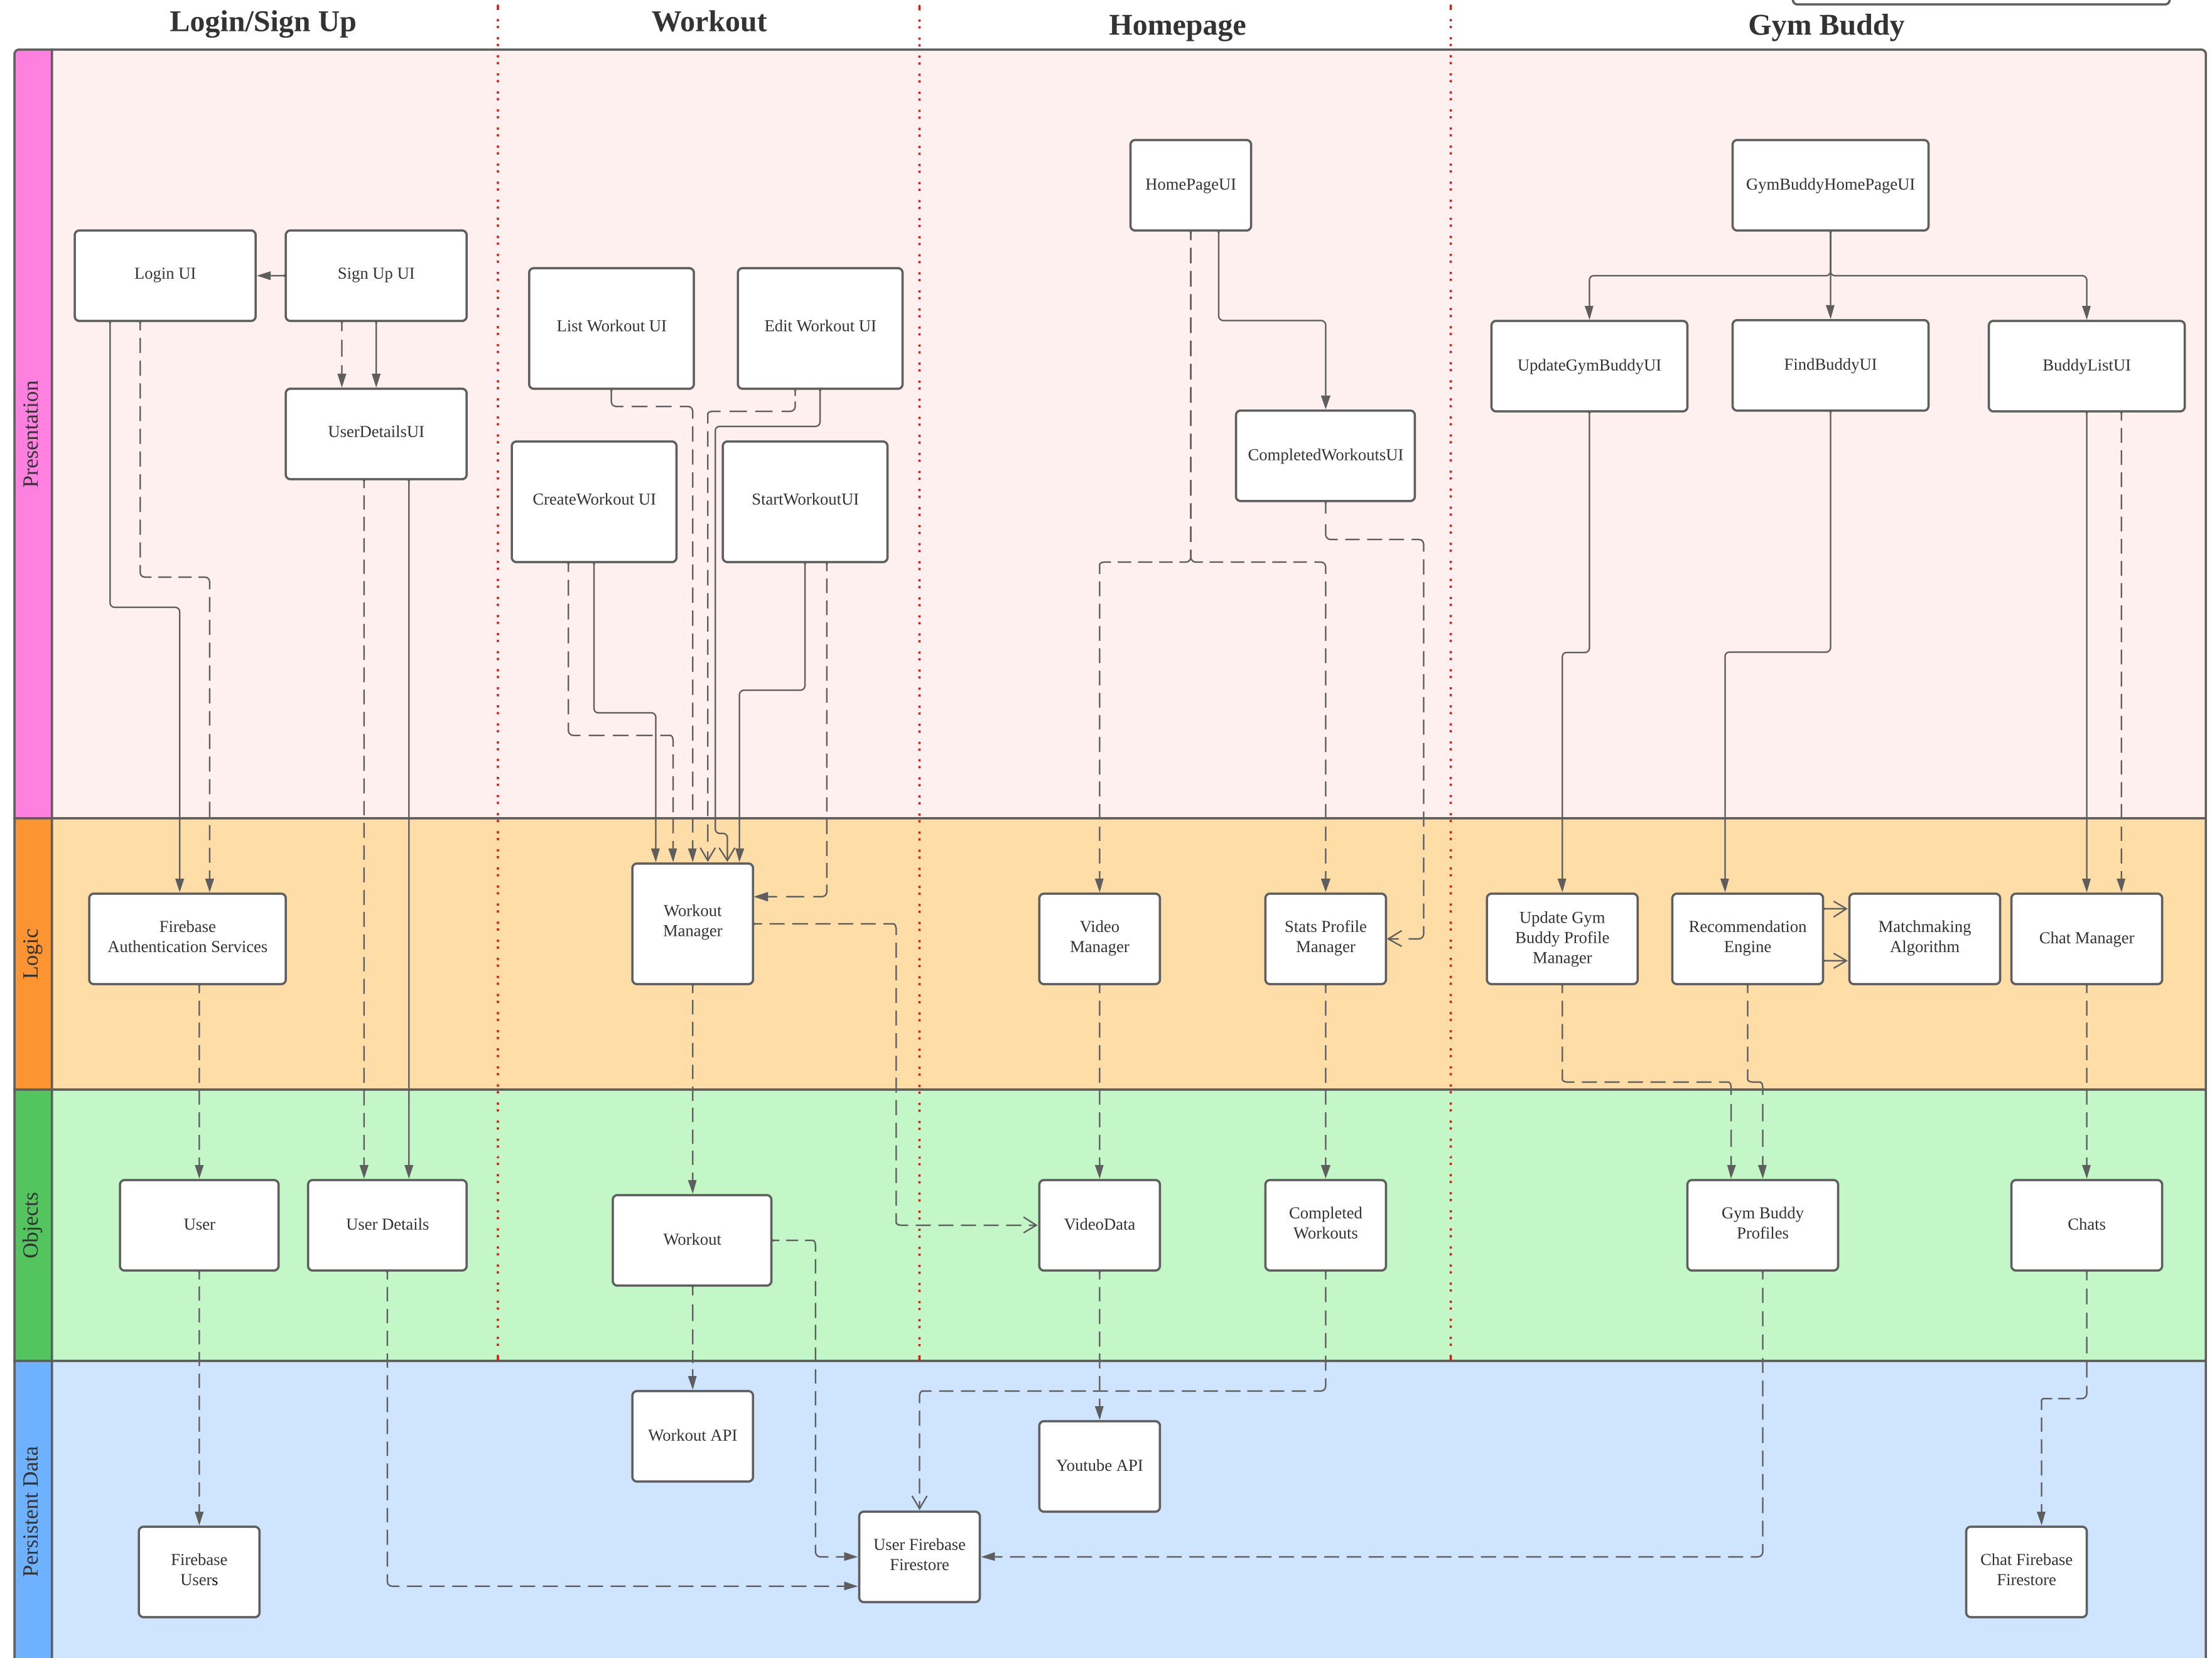 Login/Sign Up
Workout
Homepage
Gym Buddy
Presentation
HomePageUI
GymBuddyHomePageUI
Login UI
Sign Up UI
List Workout UI
Edit Workout UI
UpdateGymBuddyUI
FindBuddyUI
BuddyListUI
UserDetailsUI
CompletedWorkoutsUI
CreateWorkout UI
StartWorkoutUI
Logic
Firebase
Authentication Services
Workout
Manager
Video
Manager
Stats Profile
Manager
Update Gym
Buddy Profile
Manager
Recommendation
Engine
Matchmaking
Algorithm
Chat Manager
Objects
User
User Details
Workout
VideoData
Completed
Workouts
Gym Buddy
Profiles
Chats
Persistent Data
Workout API
Youtube API
Firebase
Users
User Firebase
Firestore
Chat Firebase
Firestore